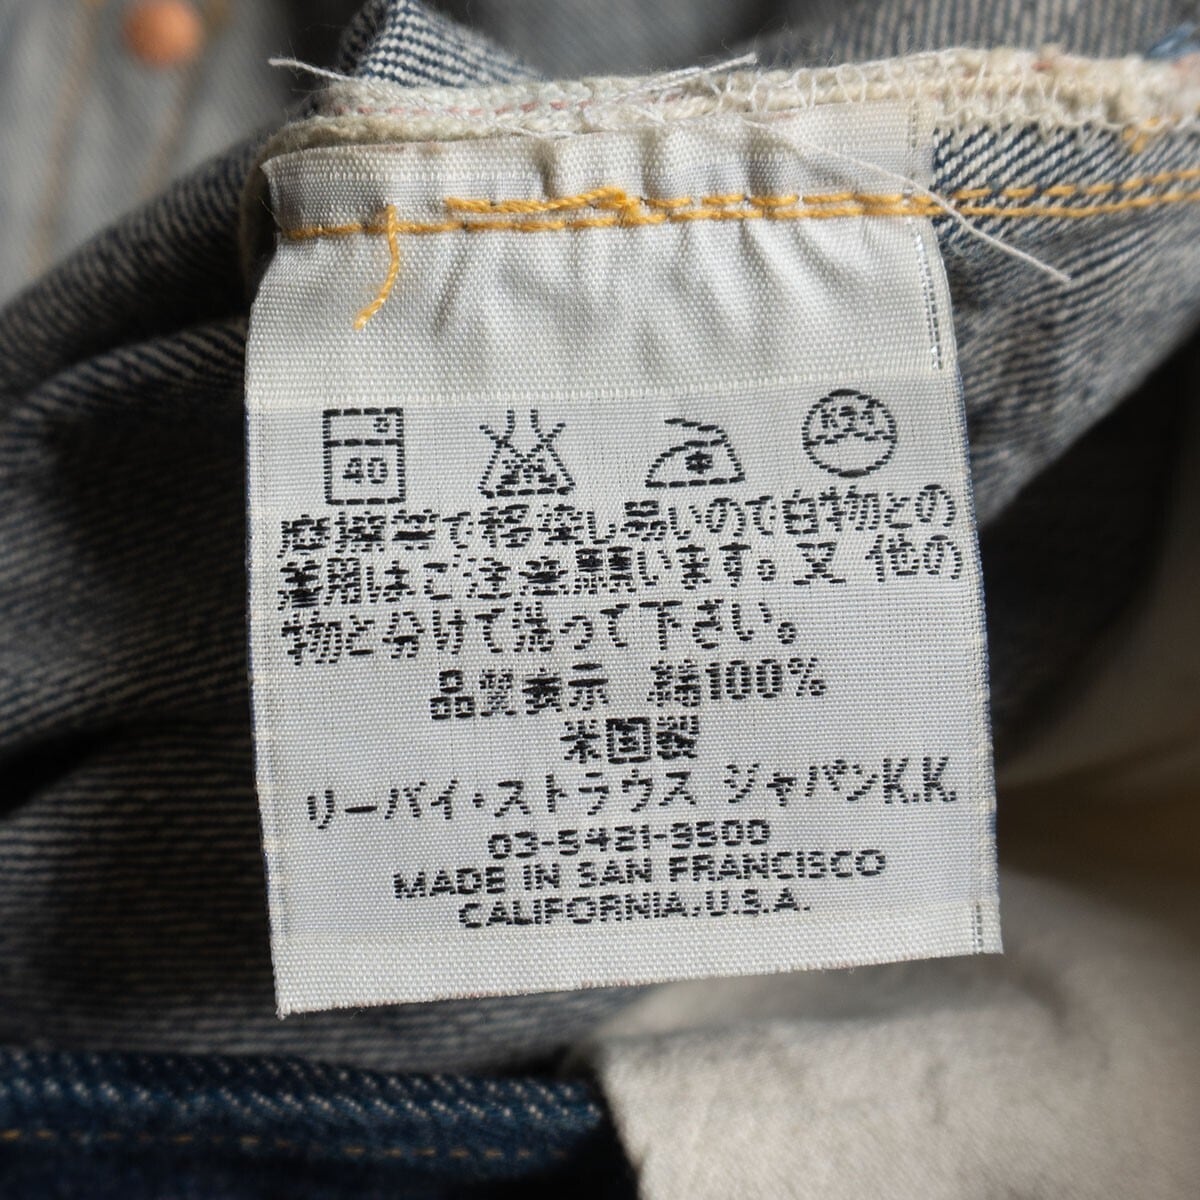 40
摩擦等で移染し易いので白物との
着用はご注意願います。又 他の
物と分けて洗って下さい。
品質表示 綿100%
米国製
リーバイ・ストラウス ジャパンK.K.
03-5421-9500
MADE IN SAN FRANCISCO
CALIFORNIA, U.S.A.